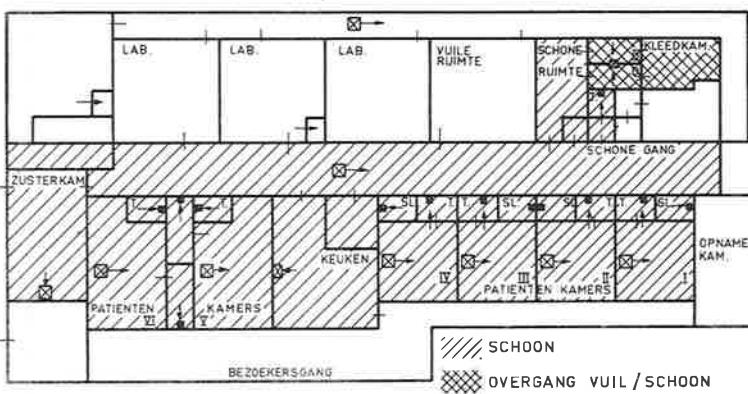 LAB.
LAB.
LAB.
VUILE
RUIMTE
SCHONE
RUIMTE
KLEEDKAM.
SCHONE GANG
ZUSTERKAM.
T.
T.
SL.
T.
T.
SL.
SL.
T.
T.
SL.
KEUKEN
OPNAME
KAM.
PATIENTEN
KAMERS
VI
V
IV
III
II
I
PATIENTEN KAMERS
BEZOEKERSGANG
SCHOON
OVERGANG VUIL/SCHOON